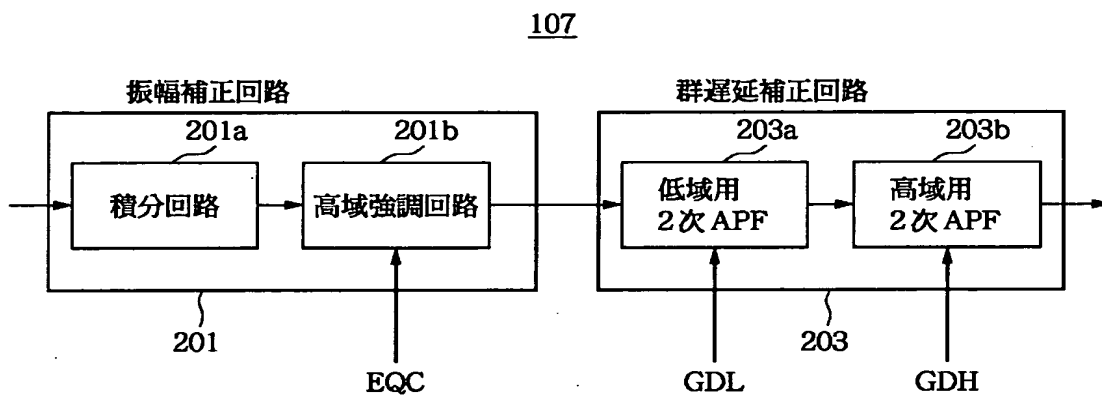 107
振幅補正回路
群遅延補正回路
201a
201b
203a
203b
積分回路
高域強調回路
低域用
2次APF
高域用
2次APF
201
203
EQC
GDL
GDH